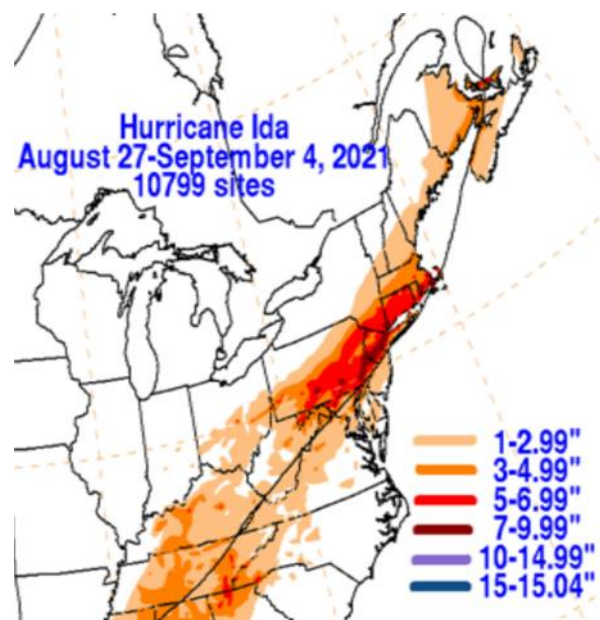 Hurricane Ida
August 27-September 4, 2021
10799 sites
1-2.99"
3-4.99"
5-6.99"
7-9.99"
10-14.99"
15-15.04"